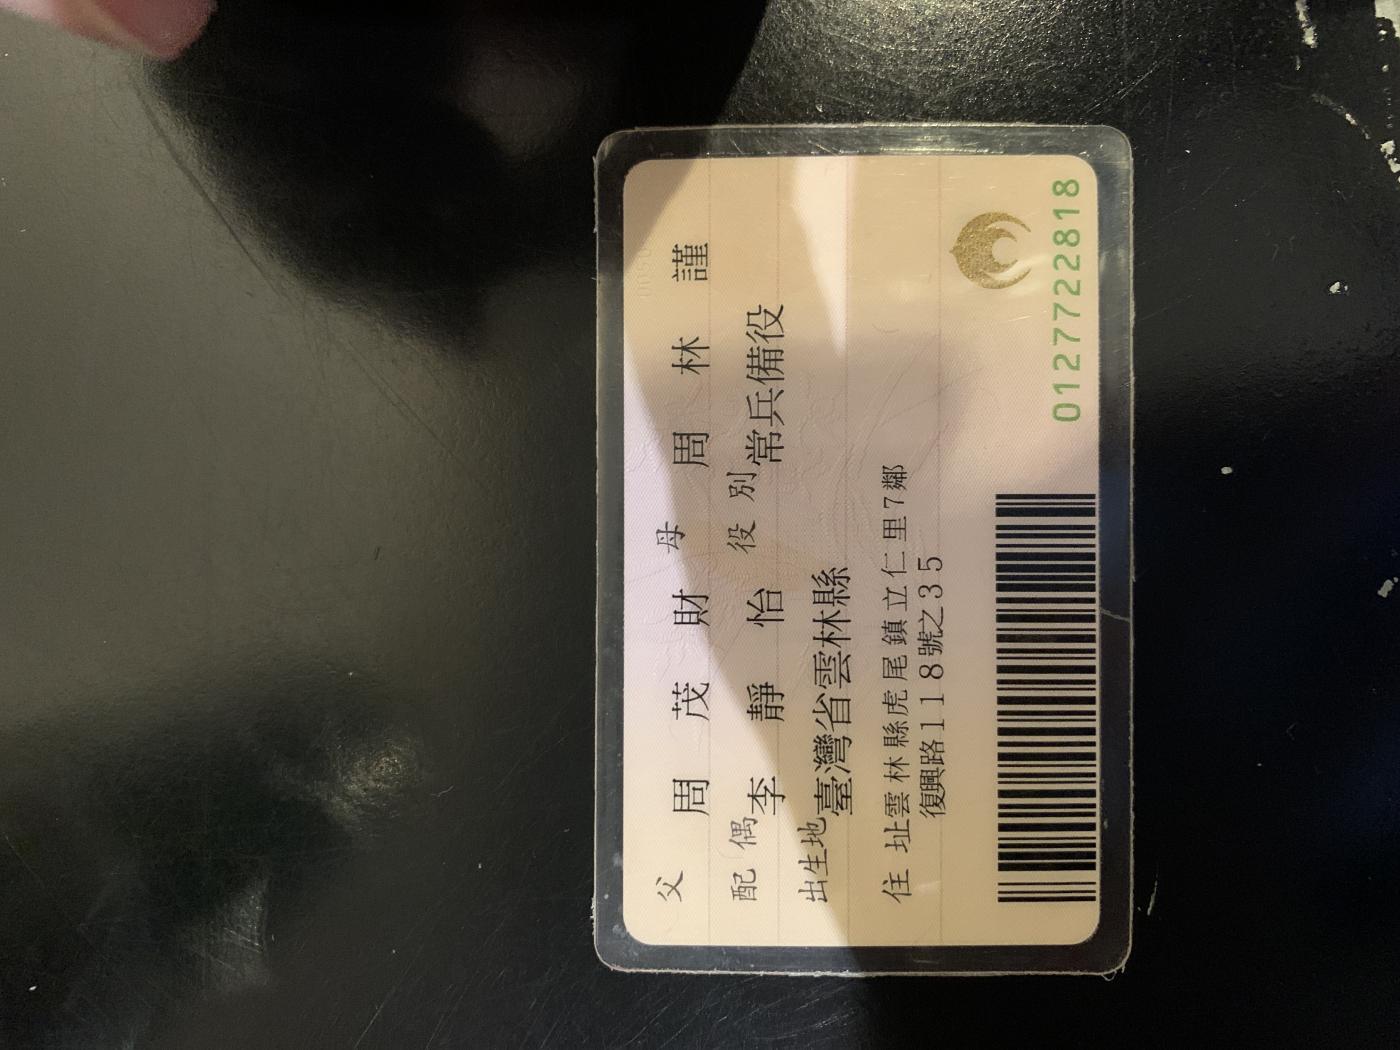 父 周茂財 母 周林謹
配偶 李靜怡 役別 常兵備役
出生地 臺灣省雲林縣
住址 雲林縣虎尾鎮立仁里7鄰
復興路118號之35
0127722818